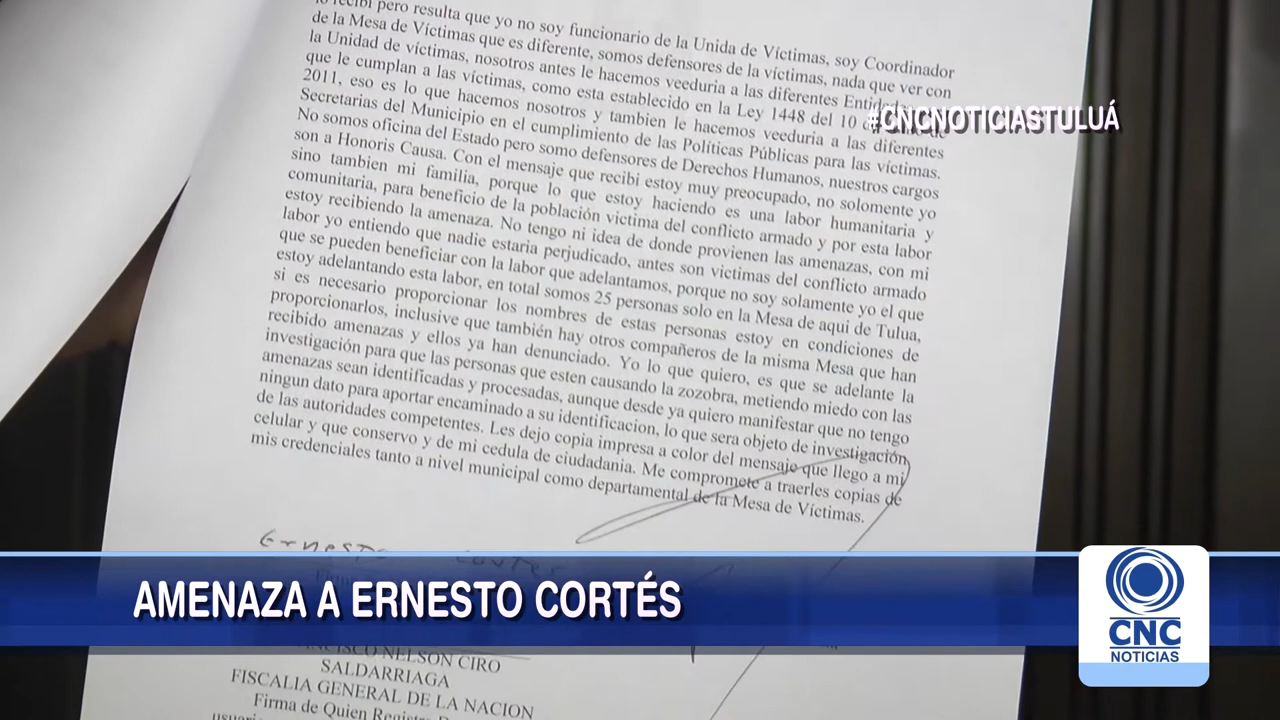 lo recibi pero resulta que yo no soy funcionario de la Unida de Víctimas, soy Coordinador
de la Mesa de Víctimas que es diferente, somos defensores de la víctimas, nada que ver con
la Unidad de víctimas, nosotros antes le hacemos veeduria a las diferentes
que le cumplan a las víctimas, como esta establecido en la Ley 1448 del 10
2011, eso es lo que hacemos nosotros y tambien le hacemos veeduria a las diferentes
Secretarias del Municipio en el cumplimiento de las Políticas Públicas para las víctimas.
No somos oficina del Estado pero somo defensores de Derechos Humanos, nuestros cargos
son a Honoris Causa. Con el mensaje que recibi estoy muy preocupado, no solomente yo
sino tambien mi familia, porque lo que estoy haciendo es una labor humanitaria y
comunitaria, para beneficio de la población victima del conflicto armado y por esta labor
estoy recibiendo la amenaza. No tengo ni idea de donde provienen las amenazas, con mi
labor yo entiendo que nadie estaria perjudicado, antes son victimas del conflicto armado
que se pueden beneficiar con la labor que adelantamos, porque no soy solamente yo el que
estoy adelantando esta labor, en total somos 25 personas solo en la Mesa de aqui de Tulua,
si es necesario proporcionar los nombres de estas personas estoy en condiciones de
proporcionarlos, inclusive que también hay otros compañeros de la misma Mesa que han
recibido amenazas y ellos ya han denunciado. Yo lo que quiero, es que se adelante la
investigación para que las personas que esten causando la zozobra, metiendo miedo con las
amenazas sean identificadas y procesadas, aunque desde ya quiero manifestar que no tengo
ningun dato para aportar encaminado a su identificacion, lo que sera objeto de investigación
de las autoridades competentes. Les dejo copia impresa a color del mensaje que llego a mi
celular y que conservo y de mi cedula de ciudadania. Me compromete a traerles copias de
mis credenciales tanto a nivel municipal como departamental de la Mesa de Víctimas.
#CNCNOTICIASTULUÁ
Ernesto Cortes
AMENAZA A ERNESTO CORTÉS
CNC
NOTICIAS
NELSON CIRO
SALDARRIAGA
FISCALIA GENERAL DE LA NACION
Firma de Quien